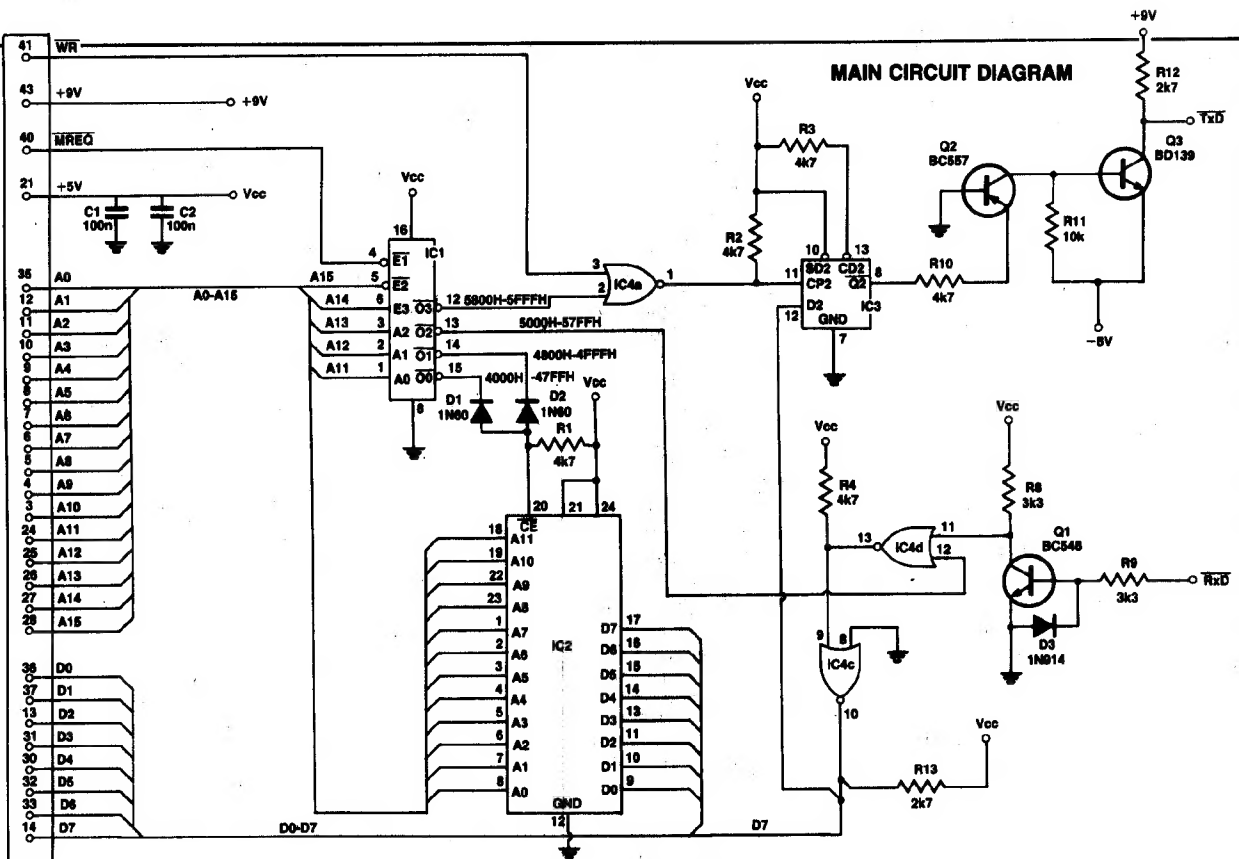 MAIN CIRCUIT DIAGRAM
41 WR
43 +9V
+9V
40 MREQ
21 +5V
Vcc
C1 100n
C2 100n
35 A0
12 A1
11 A2
10 A3
9 A4
8 A5
7 A6
6 A7
5 A8
4 A9
3 A10
24 A11
25 A12
26 A13
27 A14
28 A15
36 D0
37 D1
13 D2
31 D3
30 D4
32 D5
33 D6
14 D7
A0-A15
D0-D7
D7
Vcc
16
IC1
4 E1
A15 5 E2
A14 6 E3
A13 3 A2
A12 2 A1
A11 1 A0
O3 12 5800H-5FFFH
O2 13 5000H-57FFH
O1 14 4800H-4FFFH
O0 15 4000H -47FFH
8
D1 1N60
D2 1N60
Vcc
R1 4k7
20 21 24
CE
IC2
18 A11
19 A10
22 A9
23 A8
1 A7
2 A6
3 A5
4 A4
5 A3
6 A2
7 A1
8 A0
D7 17
D6 16
D5 15
D4 14
D3 13
D2 11
D1 10
D0 9
GND
12
3
2
IC4a
1
Vcc
R3 4k7
R2 4k7
10 13
SD2 CD2
11 CP2
Q2 8
12 D2
IC3
GND
7
R10 4k7
Q2 BC557
R11 10k
Q3 BD139
+9V
R12 2k7
TxD
-5V
Vcc
R4 4k7
13
IC4d
11
12
Vcc
R8
3k3
Q1
R9 3k3
RxD
D3 1N914
9 8
IC4c
10
Vcc
R13 2k7